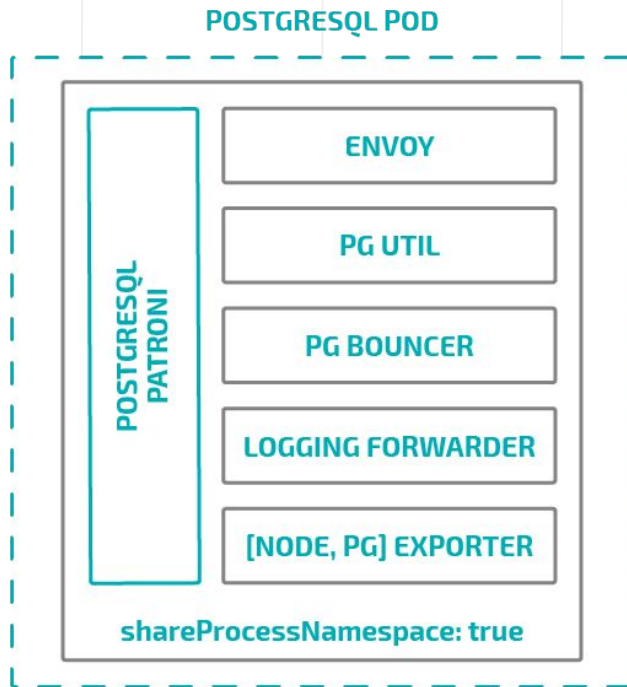 POSTGRESQL POD
POSTGRESQL
PATRONI
ENVOY
PG UTIL
PG BOUNCER
LOGGING FORWARDER
[NODE, PG] EXPORTER
shareProcessNamespace: true